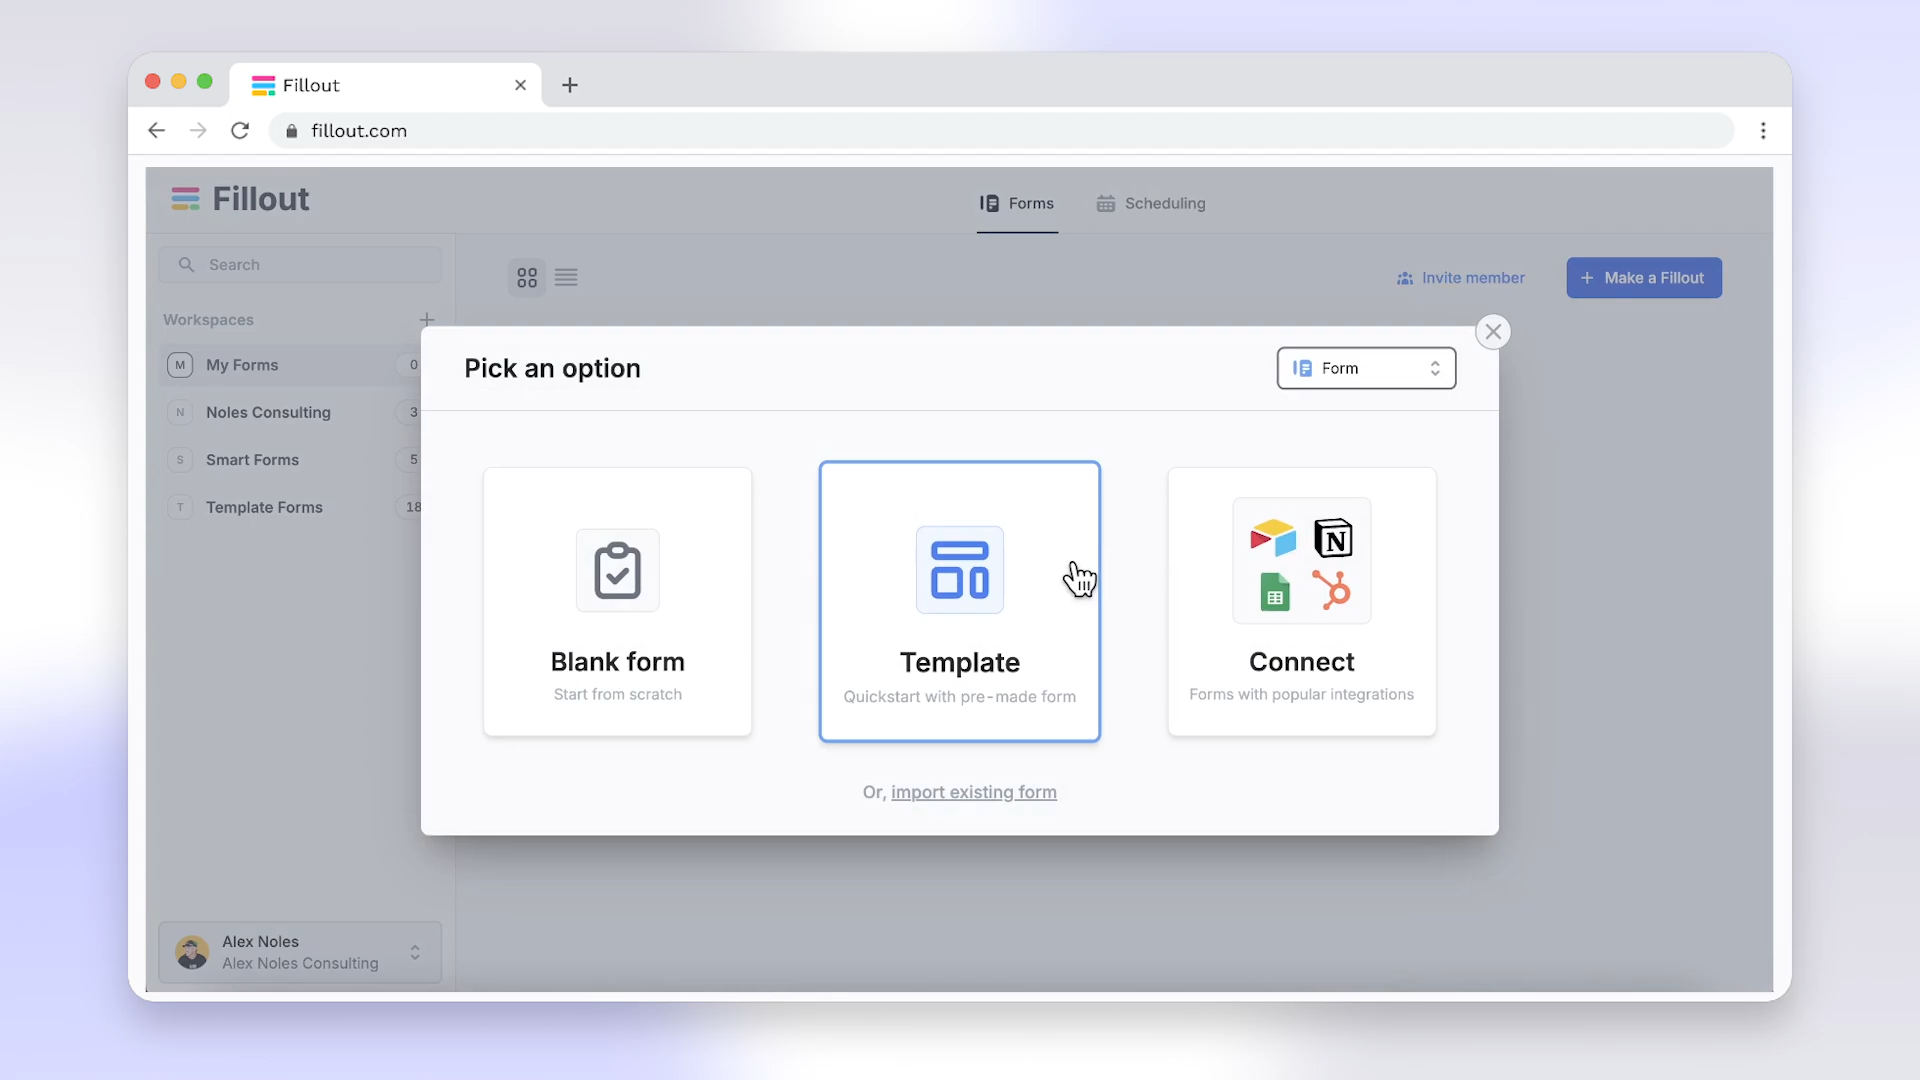 Fillout
fillout.com
Fillout
Forms
Scheduling
Search
Invite member
+ Make a Fillout
Workspaces
M My Forms 0
N Noles Consulting 3
S Smart Forms 5
T Template Forms 18
Pick an option
Form
Blank form
Start from scratch
Template
Quickstart with pre-made form
N
Connect
Forms with popular integrations
Or, import existing form
Alex Noles
Alex Noles Consulting